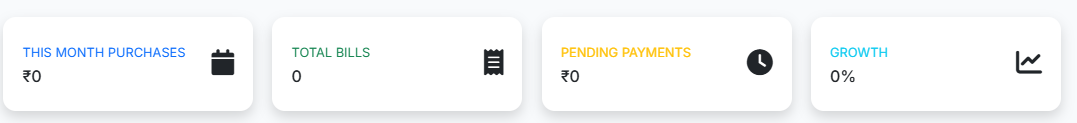 THIS MONTH PURCHASES
₹0
TOTAL BILLS
0
PENDING PAYMENTS
₹0
GROWTH
0%